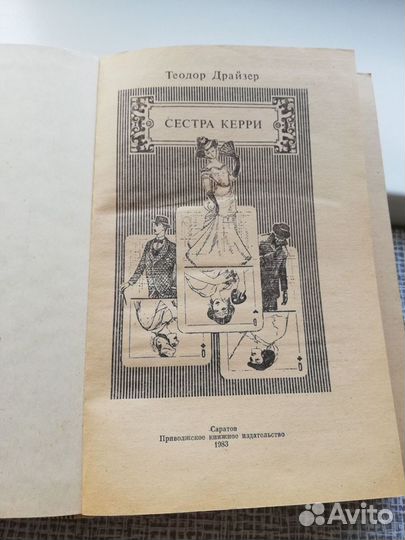 Теодор Драйзер
СЕСТРА КЕРРИ
Саратов
Приволжское книжное издательство
1983
Avito